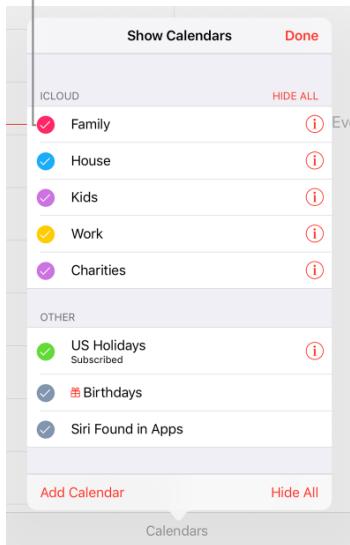 Show Calendars Done
ICLOUD HIDE ALL
Family
House
Kids
Work
Charities
OTHER
US Holidays
Subscribed
Birthdays
Siri Found in Apps
Add Calendar Hide All
Calendars